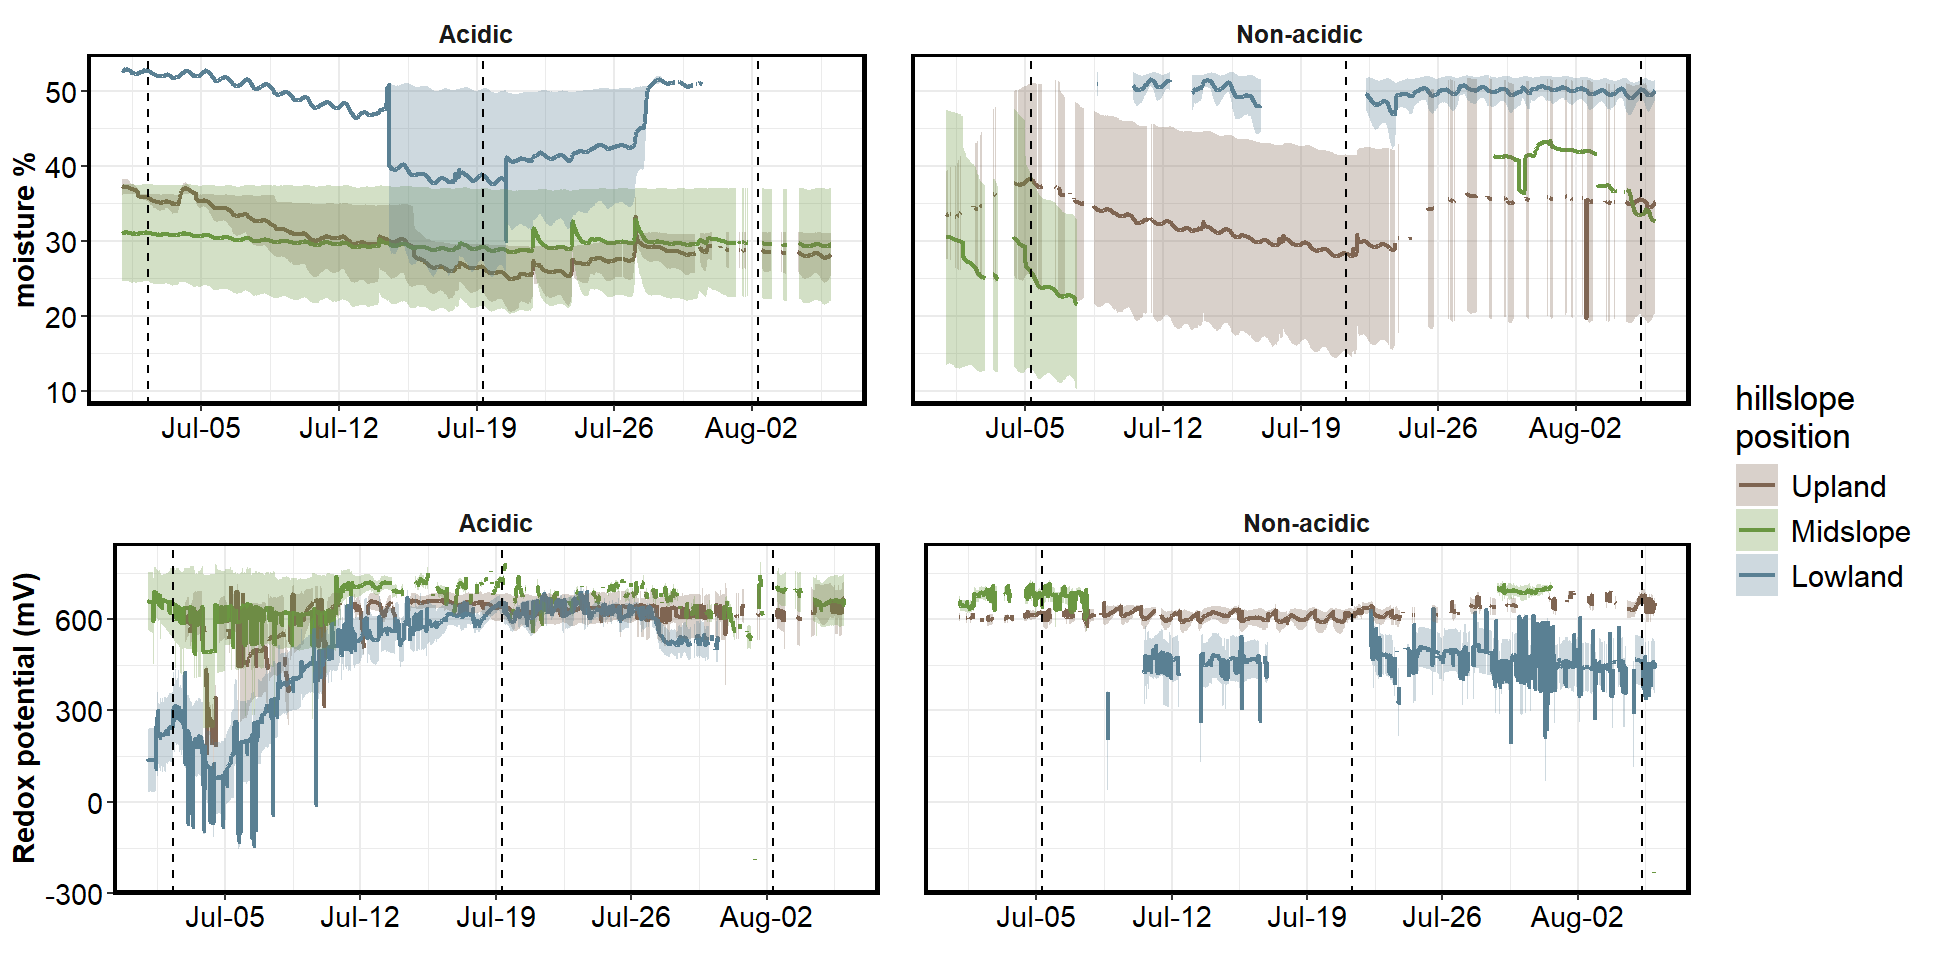 Acidic
Non-acidic
moisture %
50
40
30
20
10
Jul-05 Jul-12 Jul-19 Jul-26 Aug-02
Jul-05 Jul-12 Jul-19 Jul-26 Aug-02
hillslope
position
Upland
Midslope
Lowland
Acidic
Non-acidic
Redox potential (mV)
600
300
0
-300
Jul-05 Jul-12 Jul-19 Jul-26 Aug-02
Jul-05 Jul-12 Jul-19 Jul-26 Aug-02